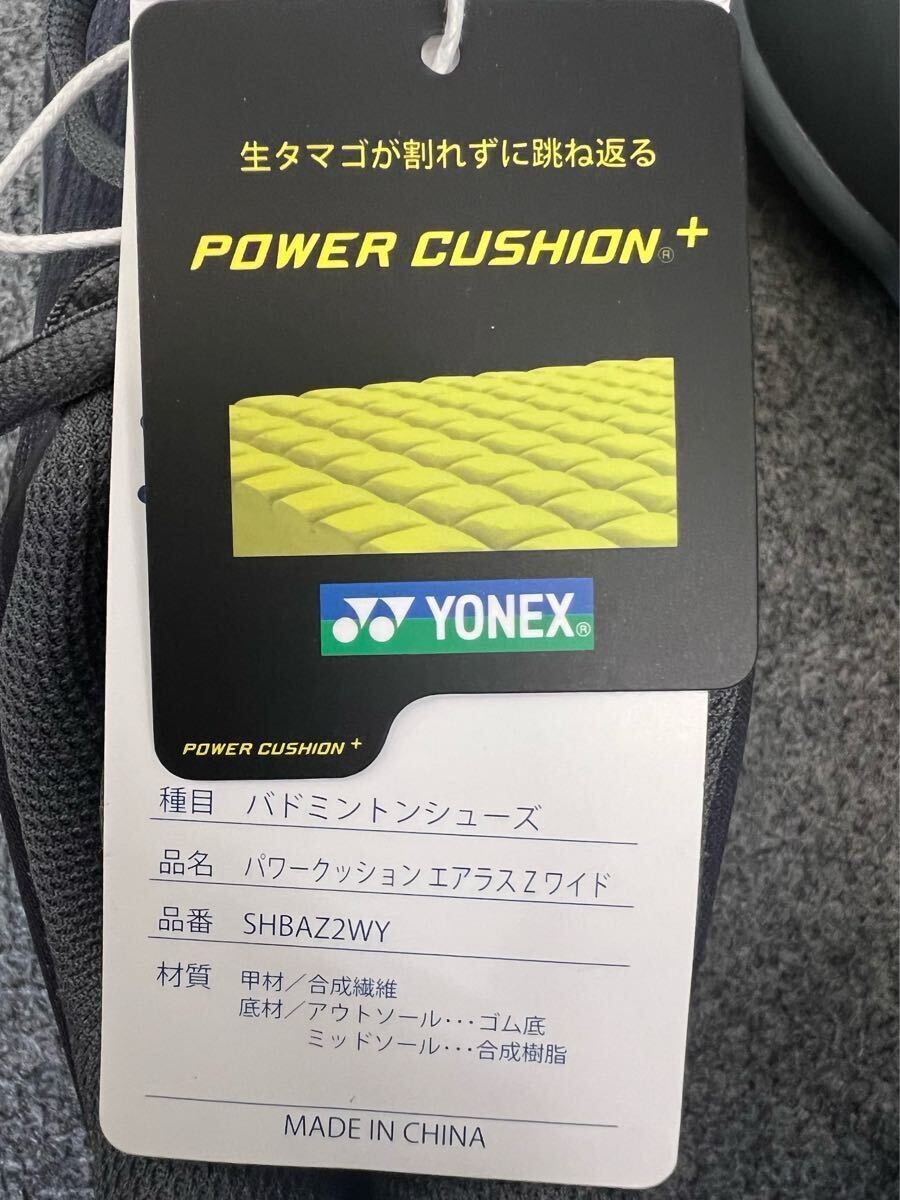 生タマゴが割れずに跳ね返る
POWER CUSHION®+
YONEX®
POWER CUSHION+
種目 バドミントンシューズ
品名 パワークッション エアラス Z ワイド
品番 SHBAZ2WY
材質 甲材／合成繊維
底材／アウトソール・・・ゴム底
ミッドソール・・・合成樹脂
MADE IN CHINA